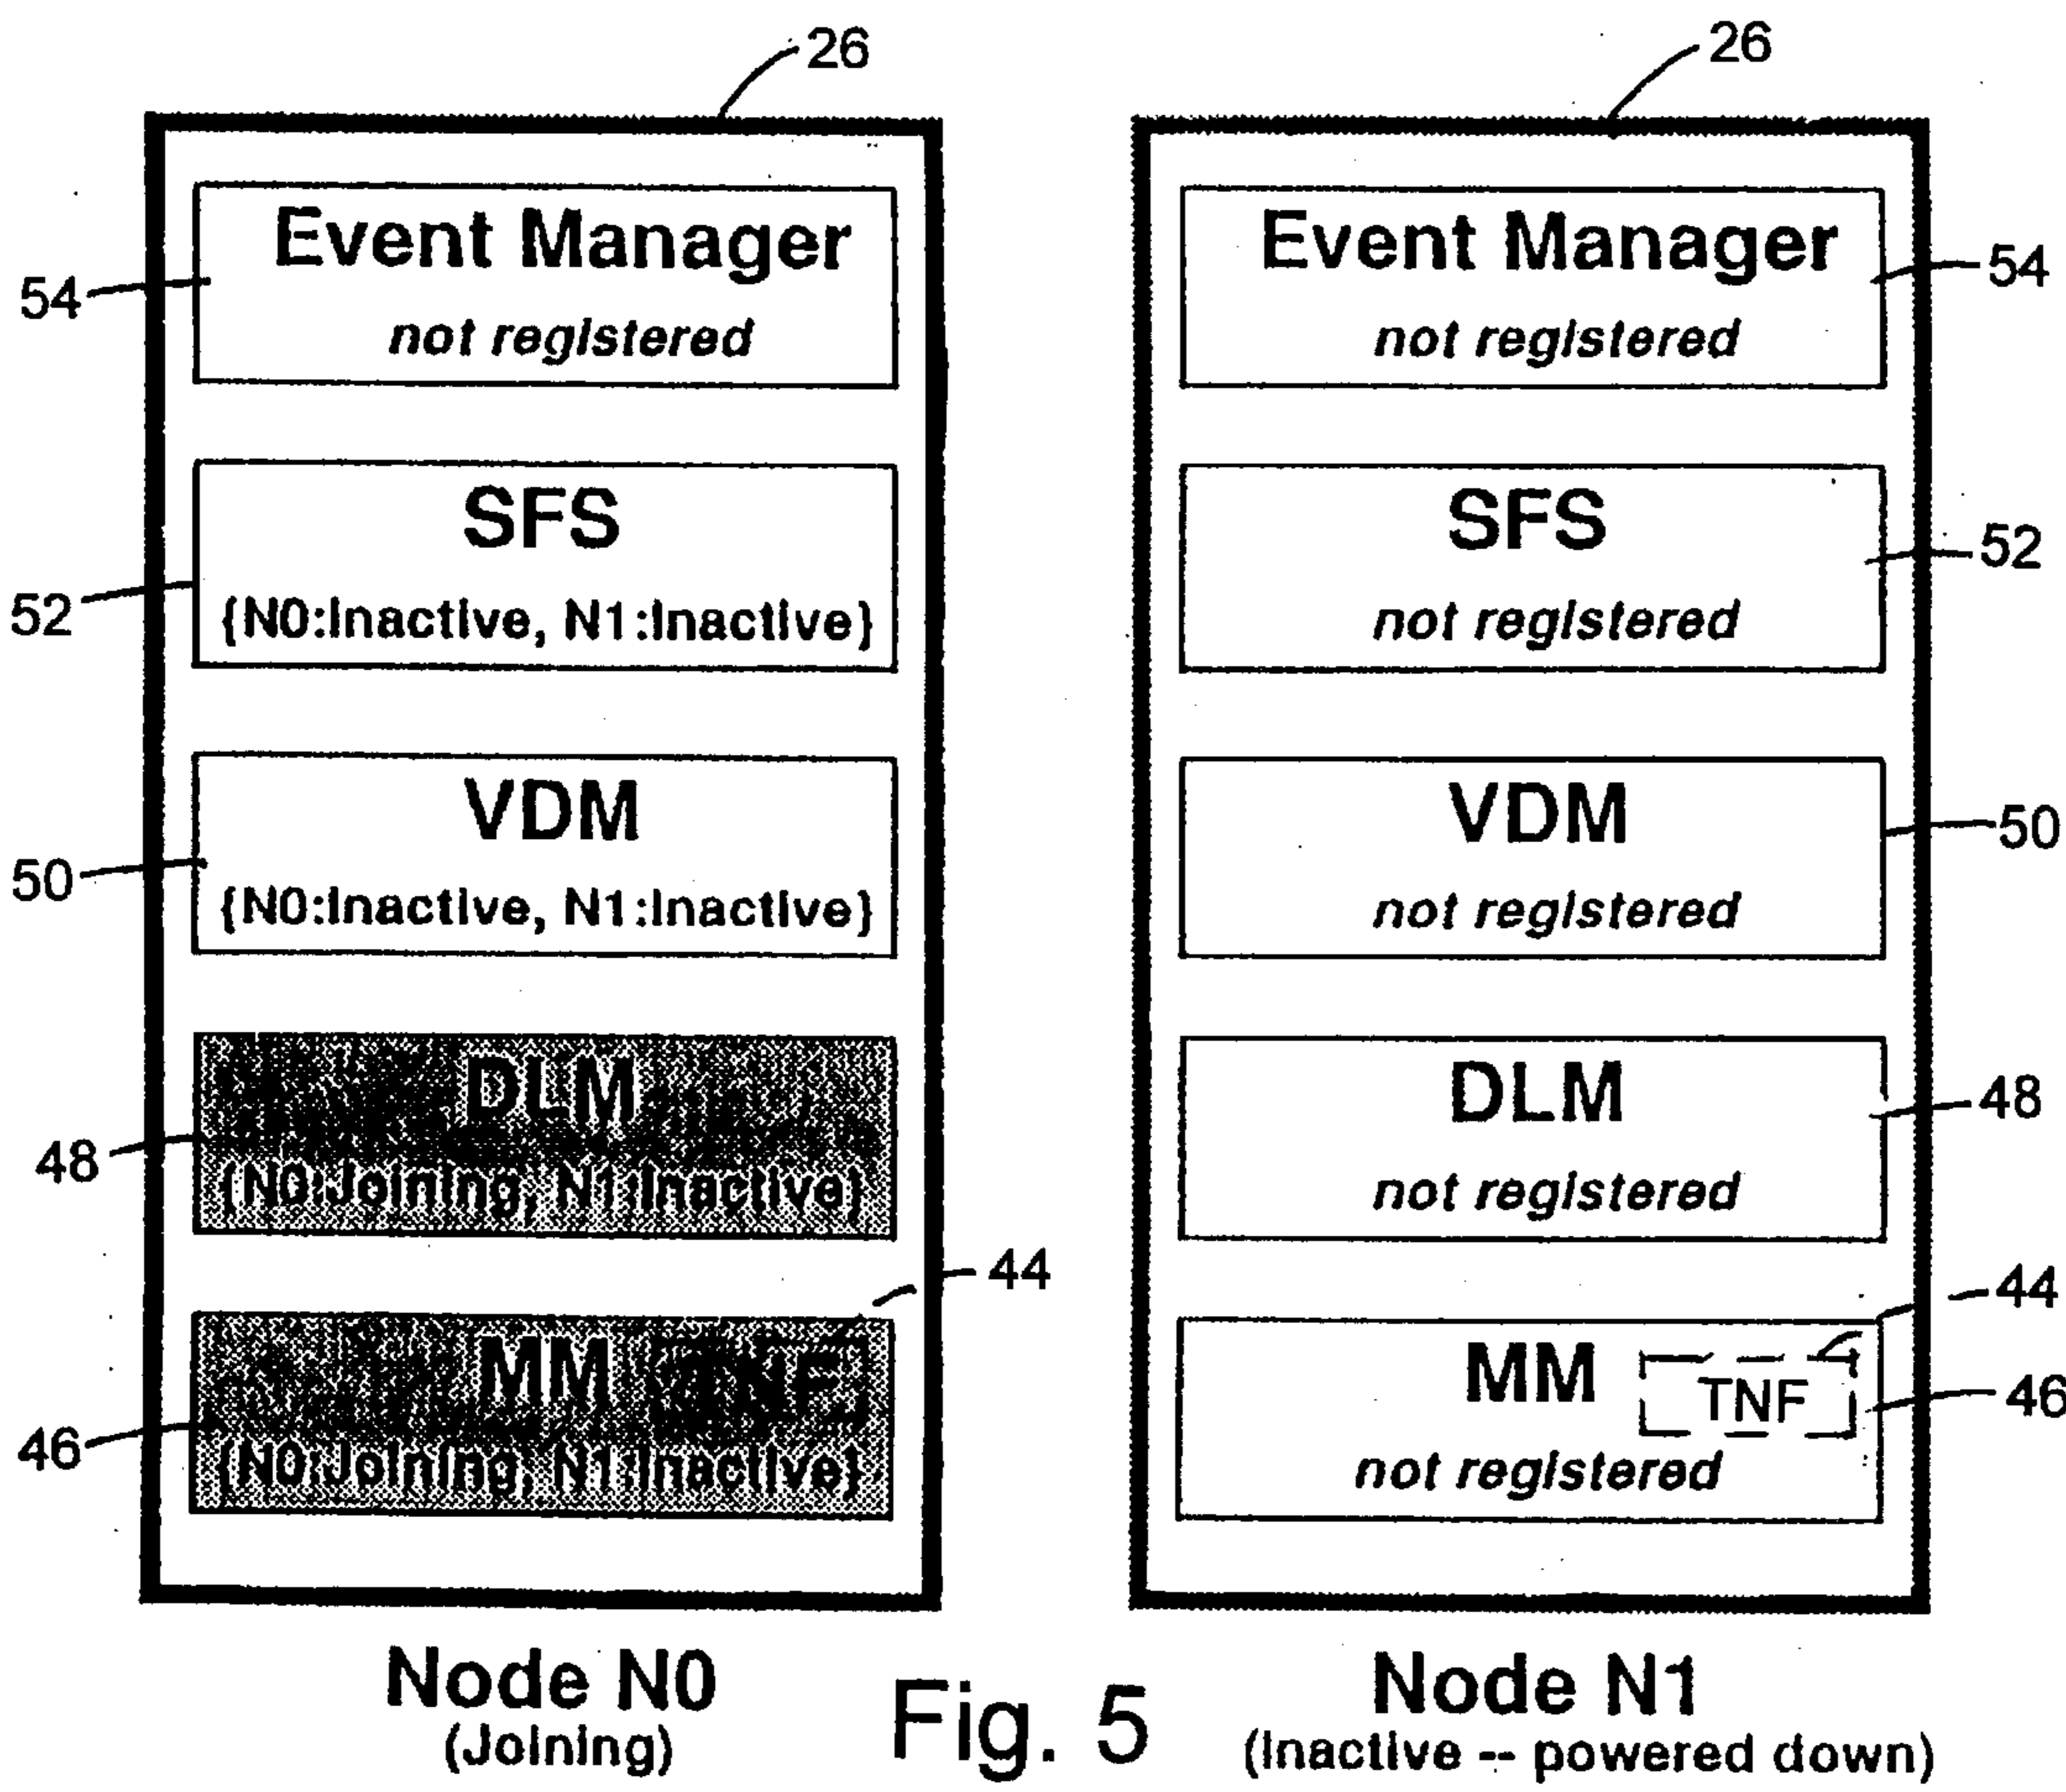 26
Event Manager
not registered
54
SFS
{N0:Inactive, N1:Inactive}
52
VDM
{N0:Inactive, N1:Inactive}
50
DLM
{N0:Joining, N1:Inactive}
48
44
MM TNF
{N0:Joining, N1:Inactive}
46
Node N0
(Joining)
26
Event Manager
not registered
54
SFS
not registered
52
VDM
not registered
50
DLM
not registered
48
44
MM TNF
not registered
46
Node N1
(Inactive -- powered down)
Fig. 5